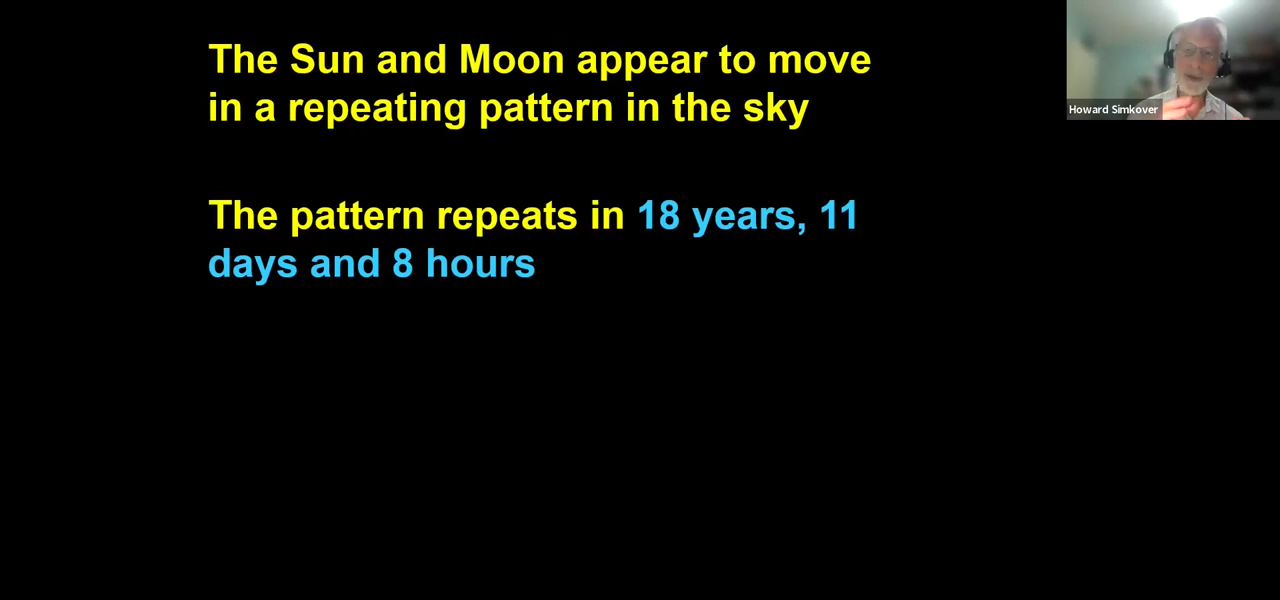 The Sun and Moon appear to move
in a repeating pattern in the sky
The pattern repeats in 18 years, 11
days and 8 hours
Howard Simkover